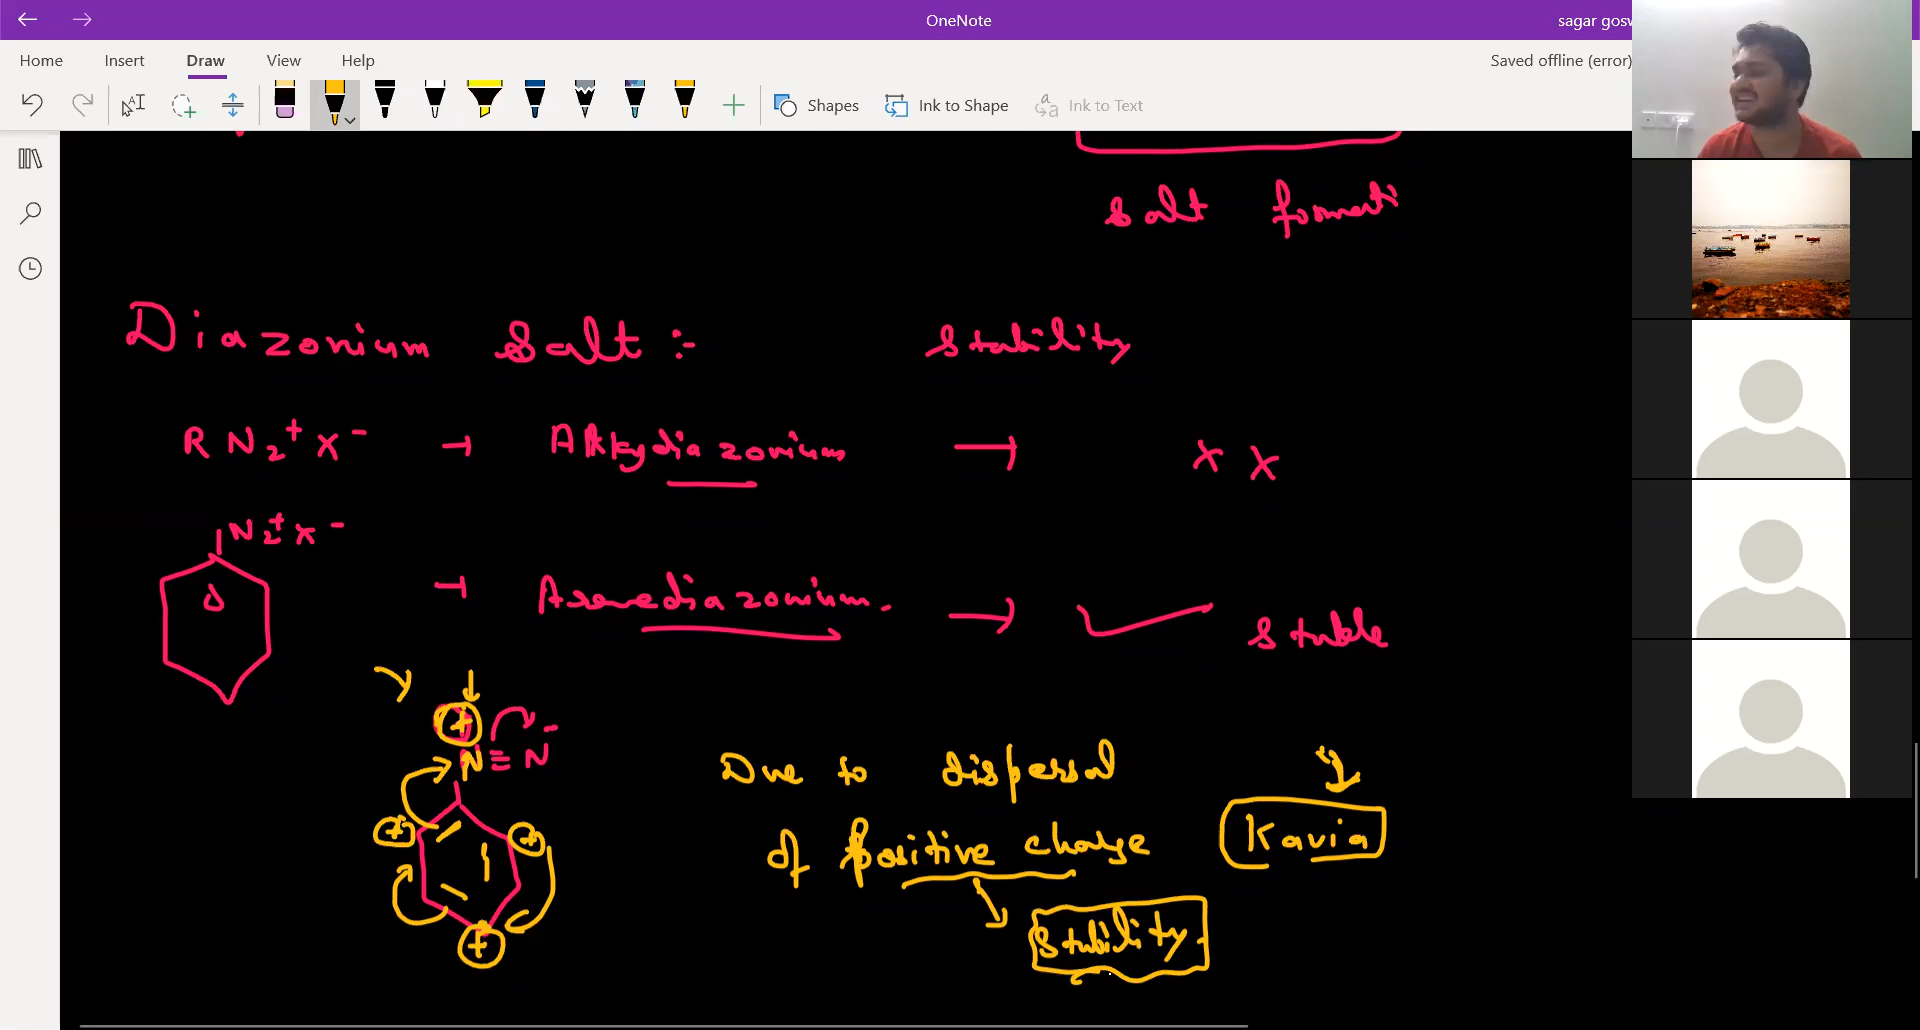 OneNote
sagar gosw
Home Insert Draw View Help
Saved offline (error)
Shapes Ink to Shape Ink to Text
Salt formati
Diazonium Salt :- Stability
RN₂⁺X⁻ → Alkydiazonium → X X
N₂⁺X⁻
→ Arenediazonium. → ✓ Stable
+
N≡N⁻
+ +
+
Due to dispersal
of positive charge
Kavia
Stability.